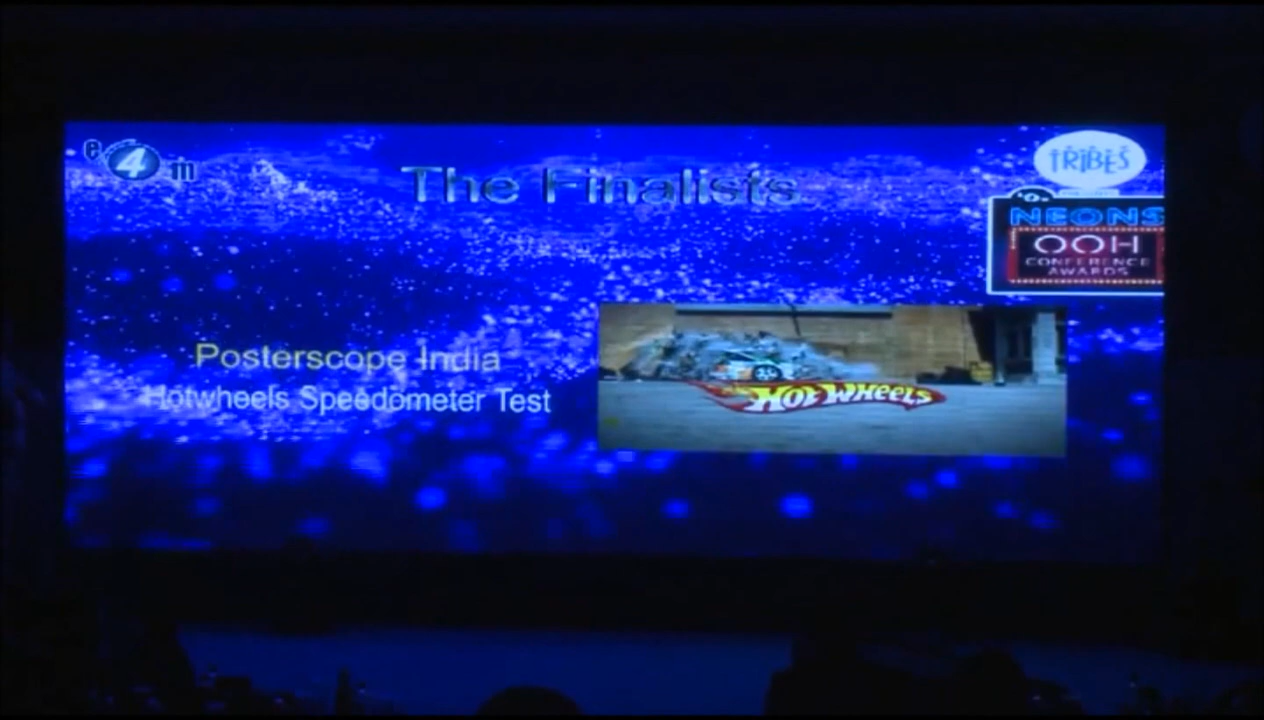 e4m
The Finalists
TRIBES
NEONS
OOH
CONFERENCE
AWARDS
Posterscope India
Hotwheels Speedometer Test
HOT WHEELS